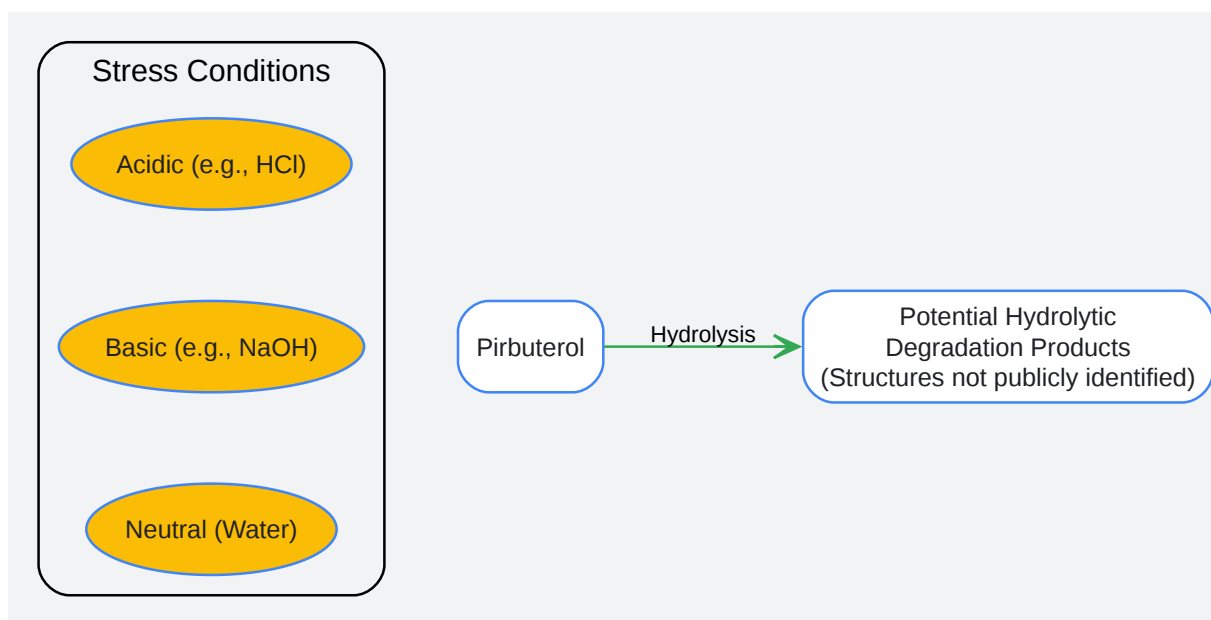 Stress Conditions
Acidic (e.g., HCl)
Basic (e.g., NaOH)
Neutral (Water)
Pirbuterol
Hydrolysis
Potential Hydrolytic
Degradation Products
(Structures not publicly identified)